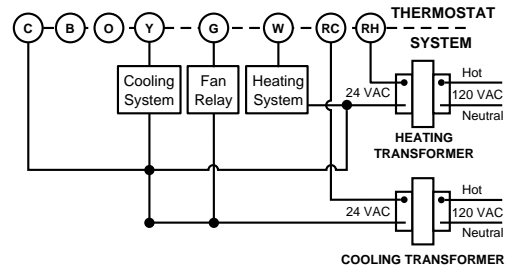 C B O Y G W RC RH THERMOSTAT
SYSTEM
Cooling
System
Fan
Relay
Heating
System
24 VAC
Hot
120 VAC
Neutral
HEATING
TRANSFORMER
24 VAC
Hot
120 VAC
Neutral
COOLING TRANSFORMER